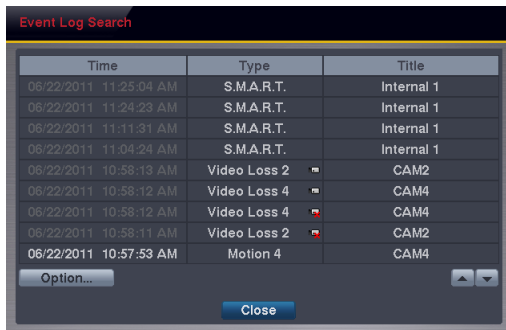 Event Log Search
Time Type Title
06/22/2011 11:25:04 AM S.M.A.R.T. Internal 1
06/22/2011 11:24:23 AM S.M.A.R.T. Internal 1
06/22/2011 11:11:31 AM S.M.A.R.T. Internal 1
06/22/2011 11:04:24 AM S.M.A.R.T. Internal 1
06/22/2011 10:58:13 AM Video Loss 2 CAM2
06/22/2011 10:58:12 AM Video Loss 4 CAM4
06/22/2011 10:58:12 AM Video Loss 4 CAM4
06/22/2011 10:58:11 AM Video Loss 2 CAM2
06/22/2011 10:57:53 AM Motion 4 CAM4
Option...
Close